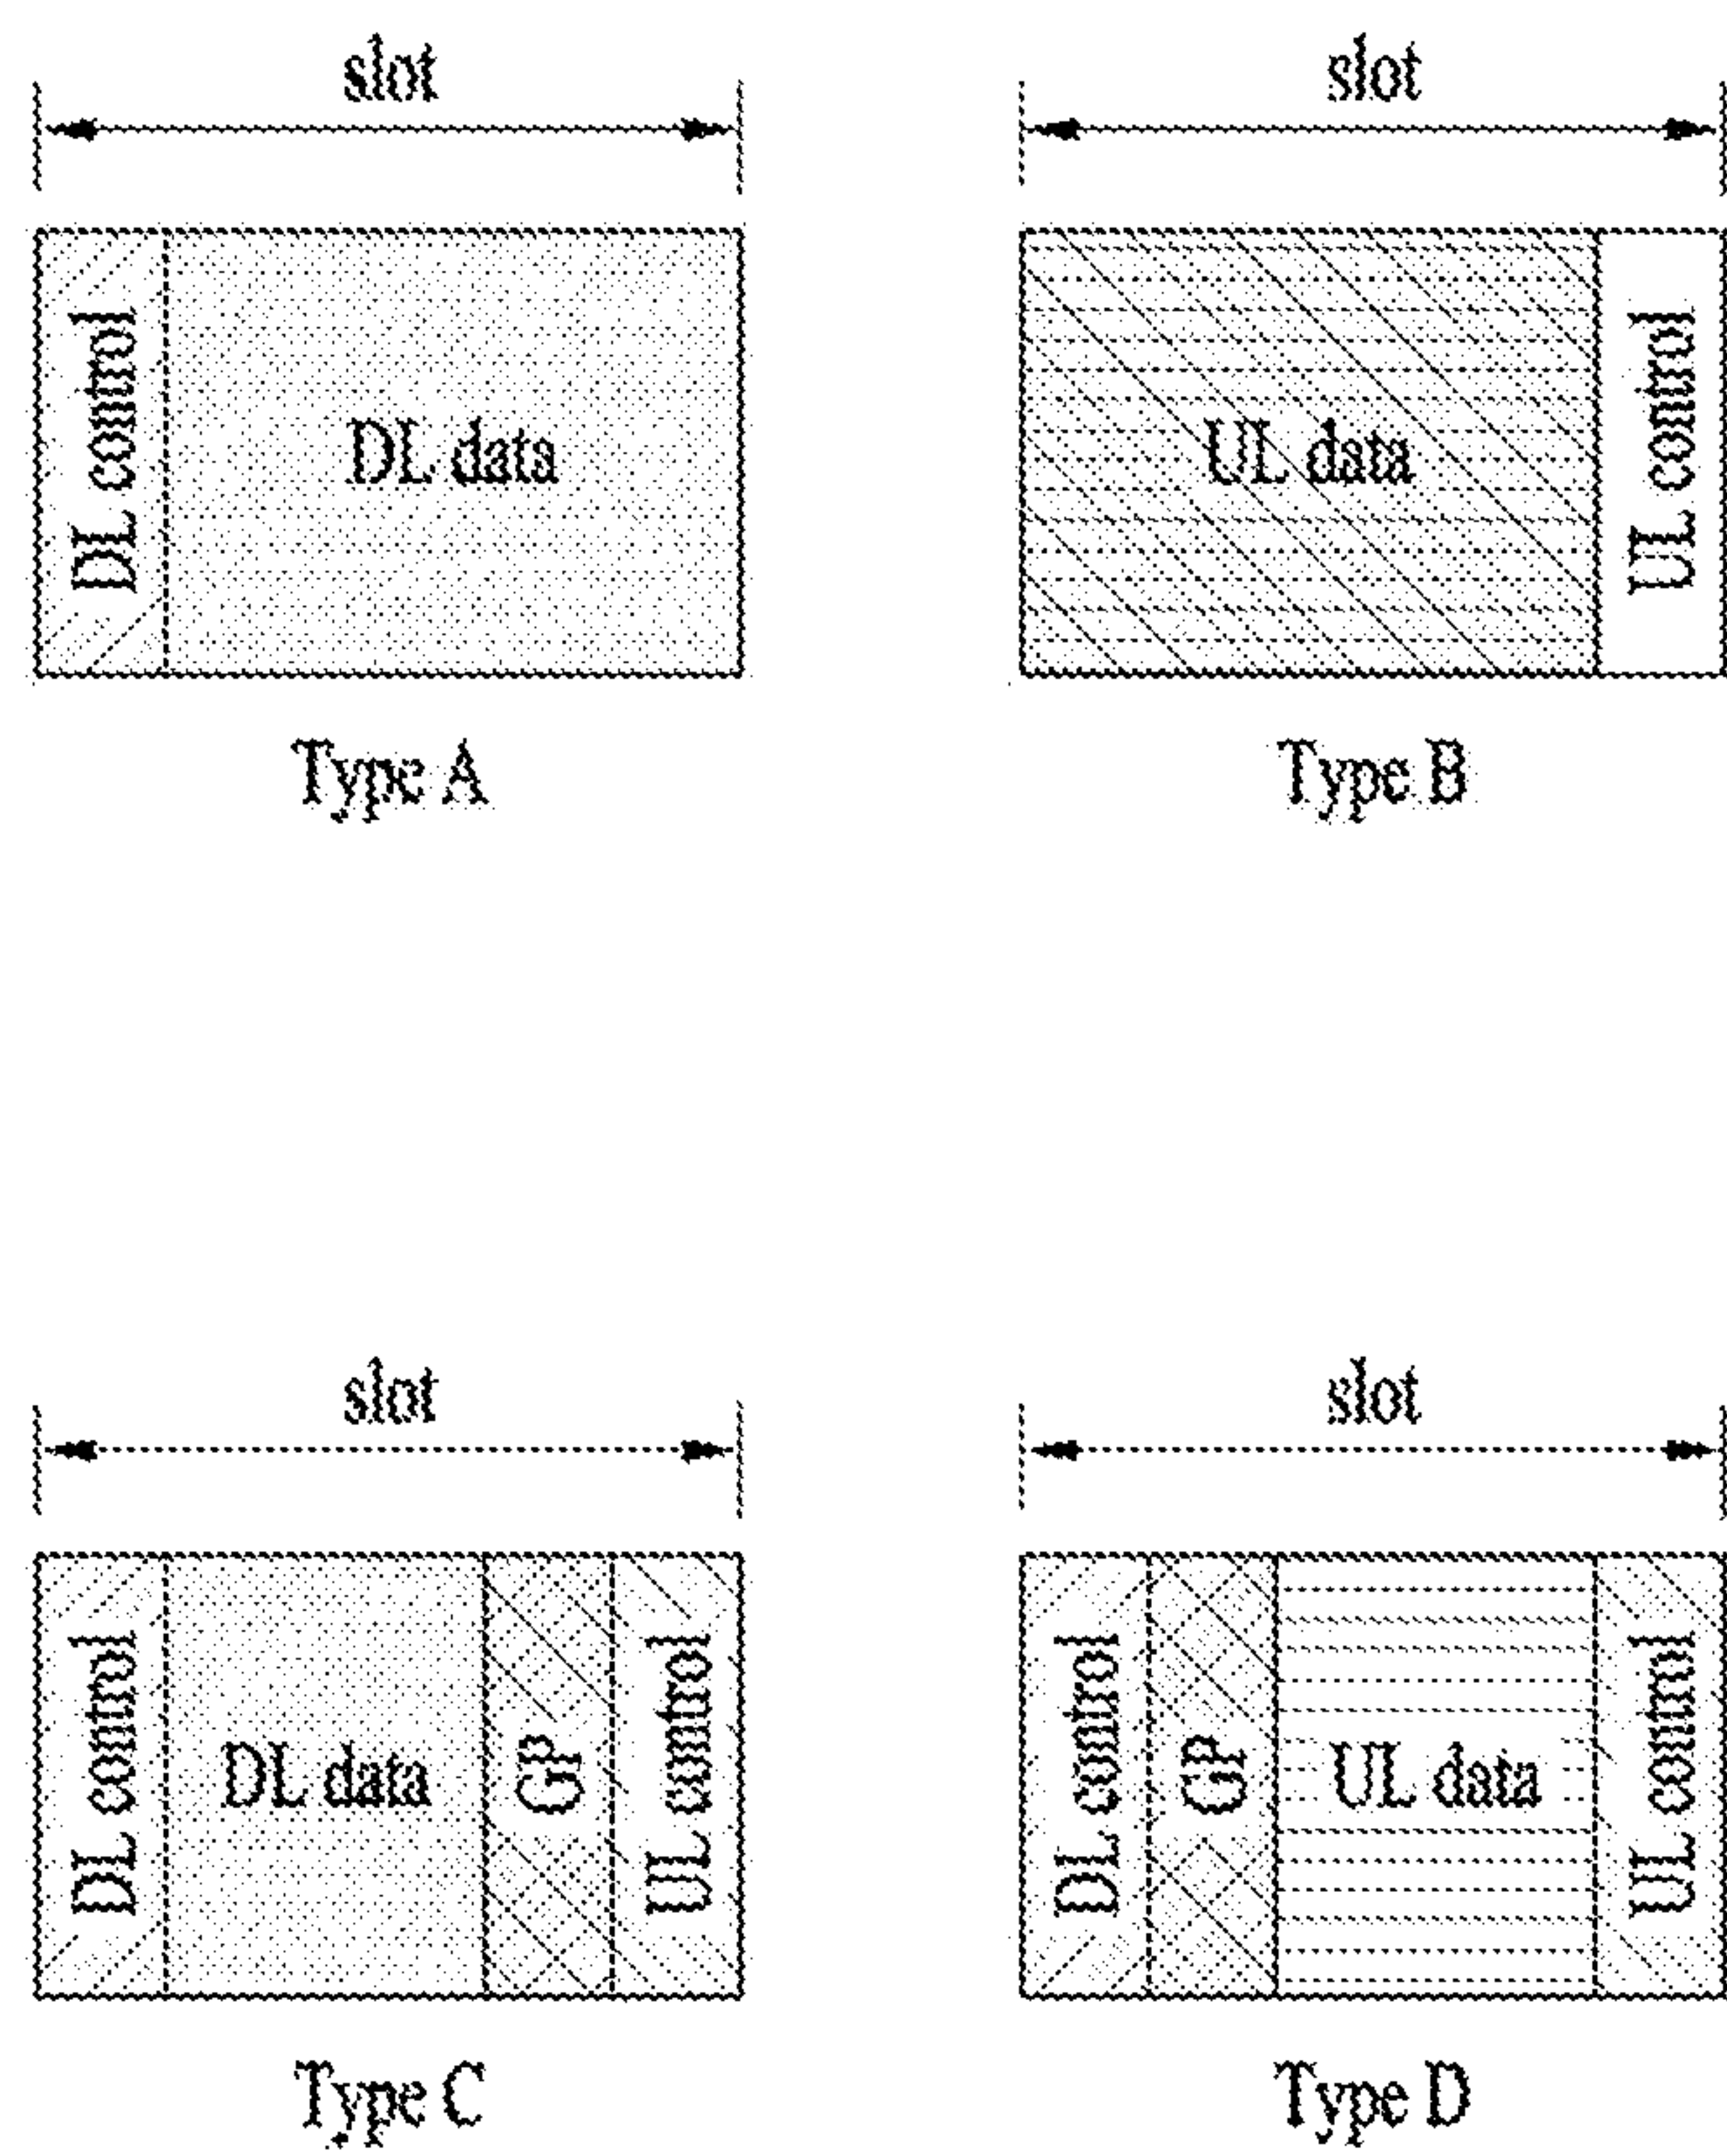 slot
slot
DL control
DL data
UL data
UL control
Type A
Type B
slot
slot
DL control
DL data
GP
UL control
DL control
GP
UL data
UL control
Type C
Type D